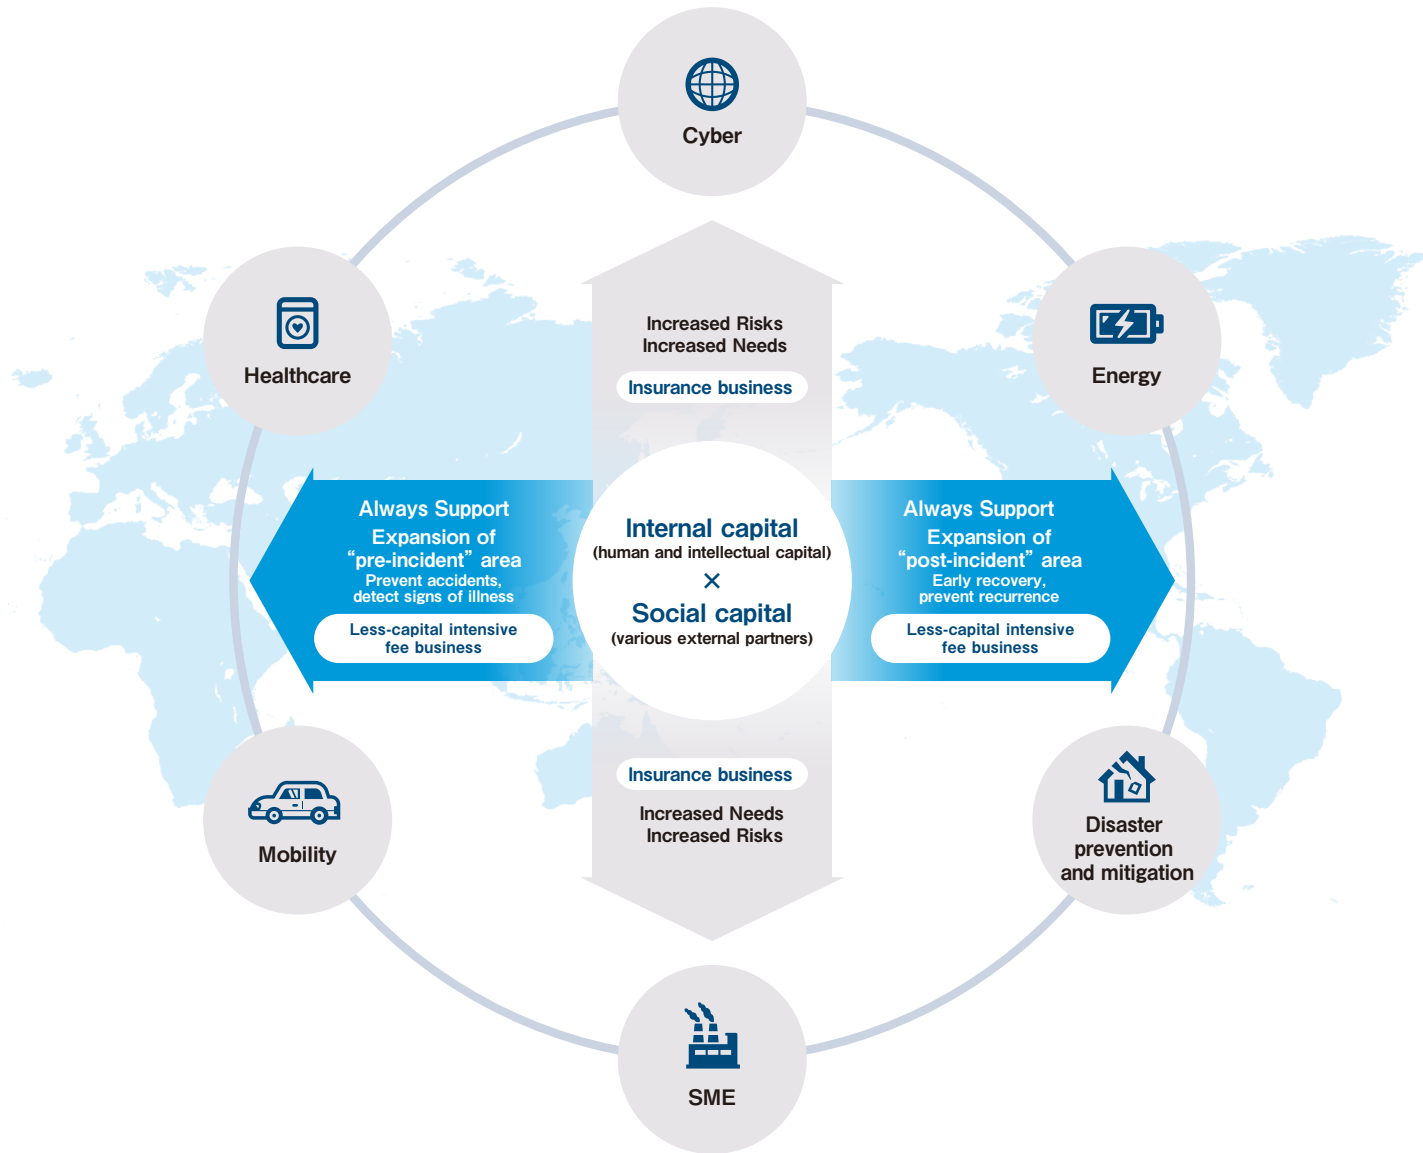 Cyber
Healthcare
Energy
Increased Risks
Increased Needs
Insurance business
Always Support
Expansion of
“pre-incident” area
Prevent accidents,
detect signs of illness
Less-capital intensive
fee business
Internal capital
(human and intellectual capital)
×
Social capital
(various external partners)
Always Support
Expansion of
“post-incident” area
Early recovery,
prevent recurrence
Less-capital intensive
fee business
Insurance business
Increased Needs
Increased Risks
Mobility
Disaster
prevention
and mitigation
SME